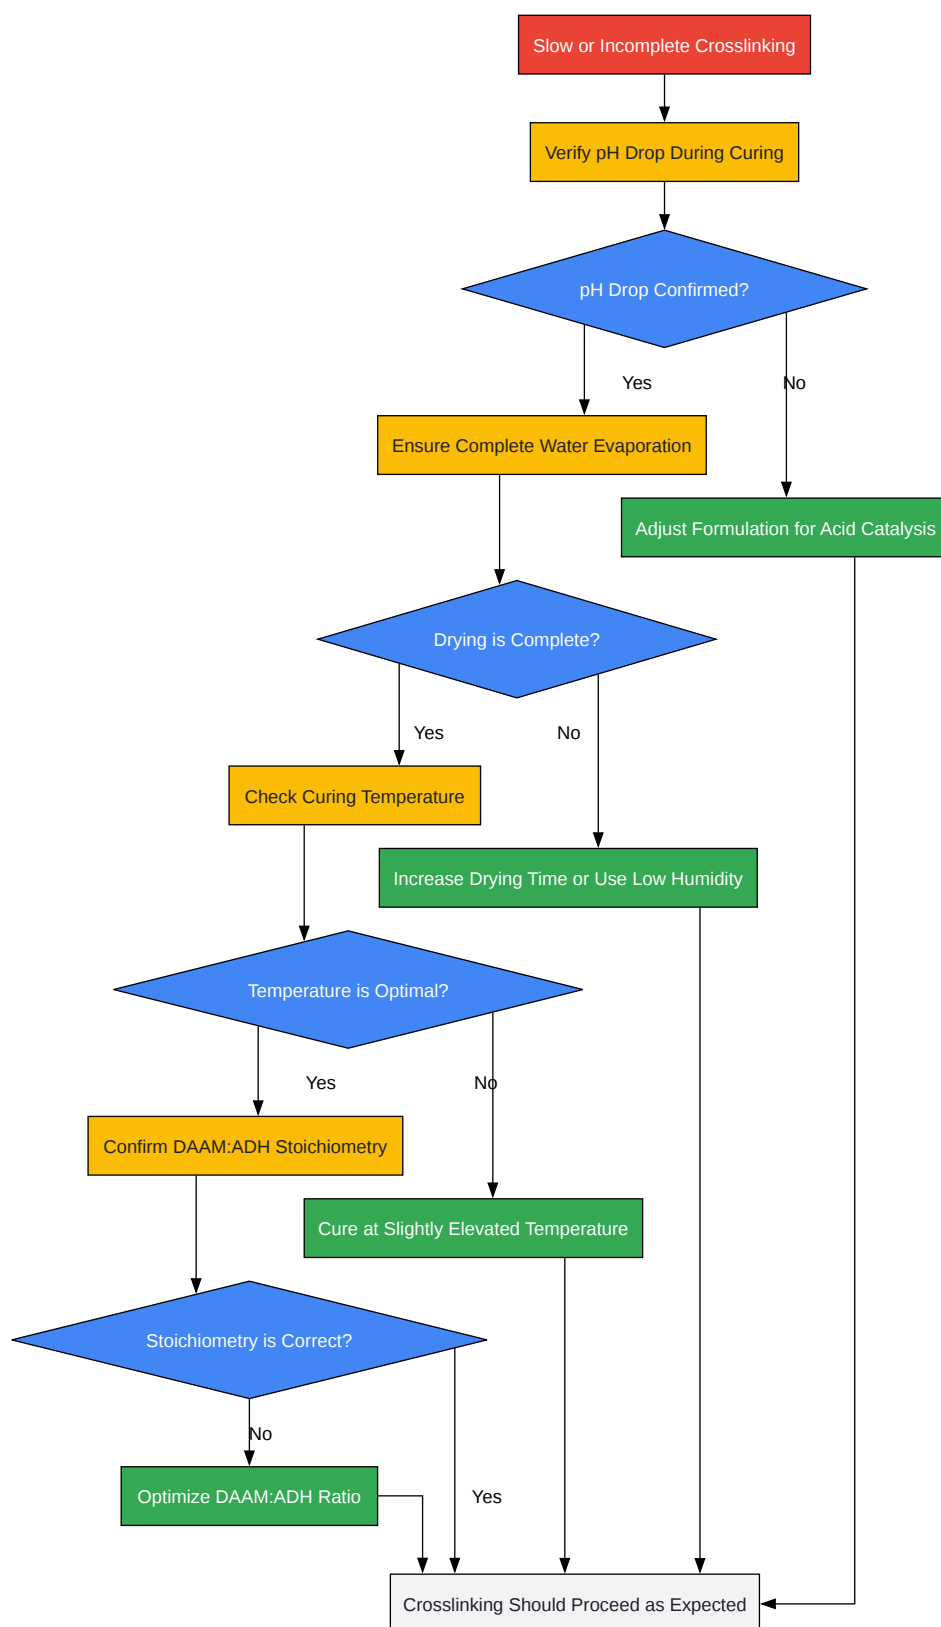 Slow or Incomplete Crosslinking
Verify pH Drop During Curing
pH Drop Confirmed?
Yes
No
Ensure Complete Water Evaporation
Adjust Formulation for Acid Catalysis
Drying is Complete?
Yes
No
Check Curing Temperature
Increase Drying Time or Use Low Humidity
Temperature is Optimal?
Yes
No
Confirm DAAM:ADH Stoichiometry
Cure at Slightly Elevated Temperature
Stoichiometry is Correct?
No
Optimize DAAM:ADH Ratio
Yes
Crosslinking Should Proceed as Expected